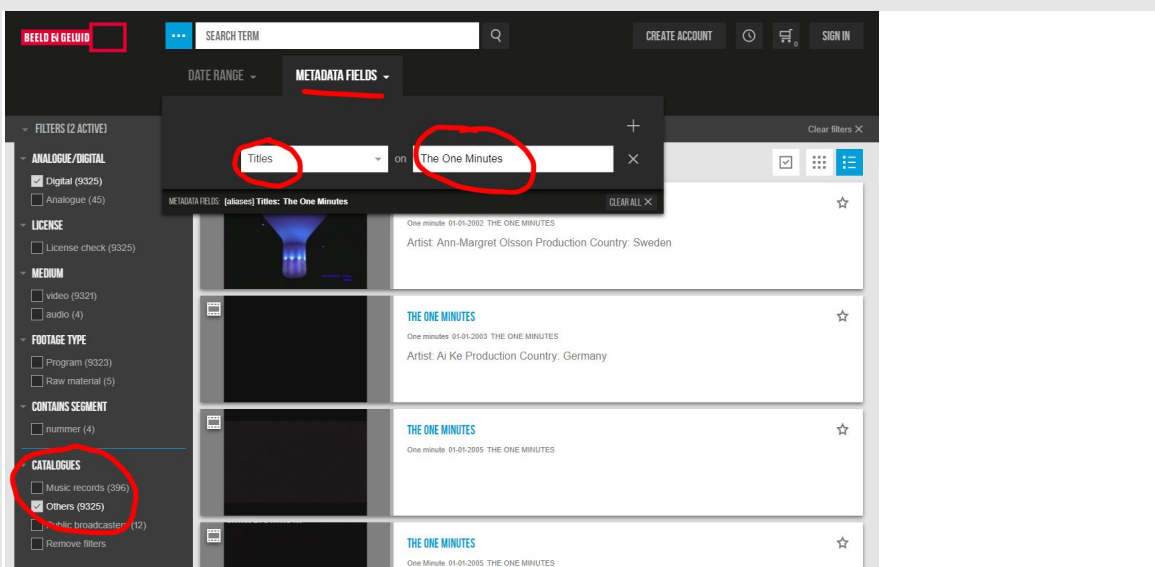 BEELD EN GELUID
SEARCH TERM
CREATE ACCOUNT
0
SIGN IN
DATE RANGE
METADATA FIELDS
FILTERS (2 ACTIVE)
Clear filters
Titles
on
The One Minutes
METADATA FIELDS: [aliases] Titles: The One Minutes
CLEAR ALL
ANALOGUE/DIGITAL
Digital (9325)
Analogue (45)
LICENSE
License check (9325)
MEDIUM
video (9321)
audio (4)
FOOTAGE TYPE
Program (9323)
Raw material (5)
CONTAINS SEGMENT
nummer (4)
CATALOGUES
Music records (396)
Others (9325)
Public broadcasters (12)
Remove filters
One minute 01-01-2002 THE ONE MINUTES
Artist: Ann-Margret Olsson Production Country: Sweden
THE ONE MINUTES
One minutes 01-01-2003 THE ONE MINUTES
Artist: Ai Ke Production Country: Germany
THE ONE MINUTES
One minute 01-01-2005 THE ONE MINUTES
THE ONE MINUTES
One Minute 01-01-2005 THE ONE MINUTES